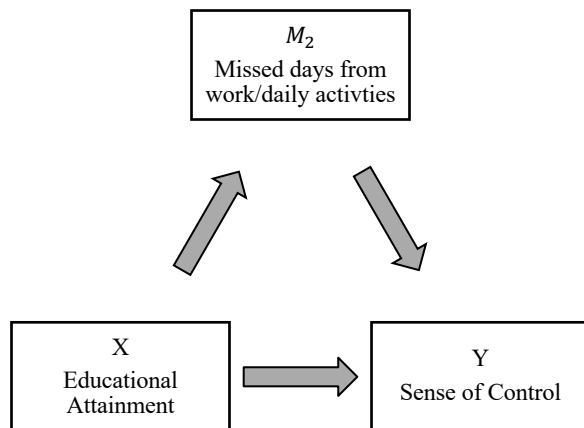 M₂
Missed days from
work/daily activties
X
Educational
Attainment
Y
Sense of Control